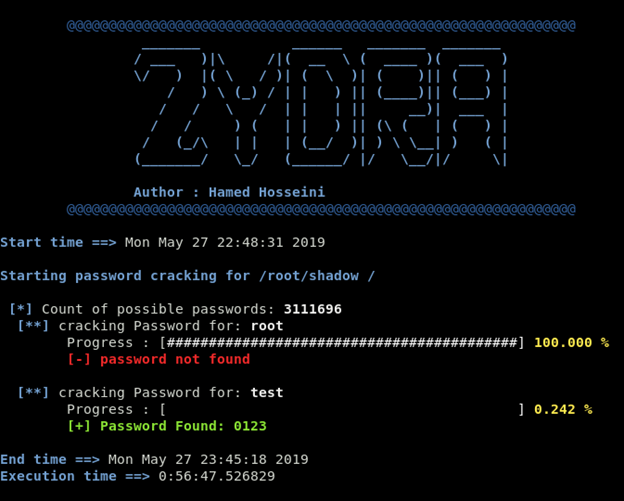 @@@@@@@@@@@@@@@@@@@@@@@@@@@@@@@@@@@@@@@@@@@@@@@@@@@@@@@@@@@@@
ZYDRA
Author : Hamed Hosseini
@@@@@@@@@@@@@@@@@@@@@@@@@@@@@@@@@@@@@@@@@@@@@@@@@@@@@@@@@@@@@
Start time ==> Mon May 27 22:48:31 2019
Starting password cracking for /root/shadow /
[*] Count of possible passwords: 3111696
[**] cracking Password for: root
Progress : [##########################################] 100.000 %
[-] password not found
[**] cracking Password for: test
Progress : [                                          ] 0.242 %
[+] Password Found: 0123
End time ==> Mon May 27 23:45:18 2019
Execution time ==> 0:56:47.526829